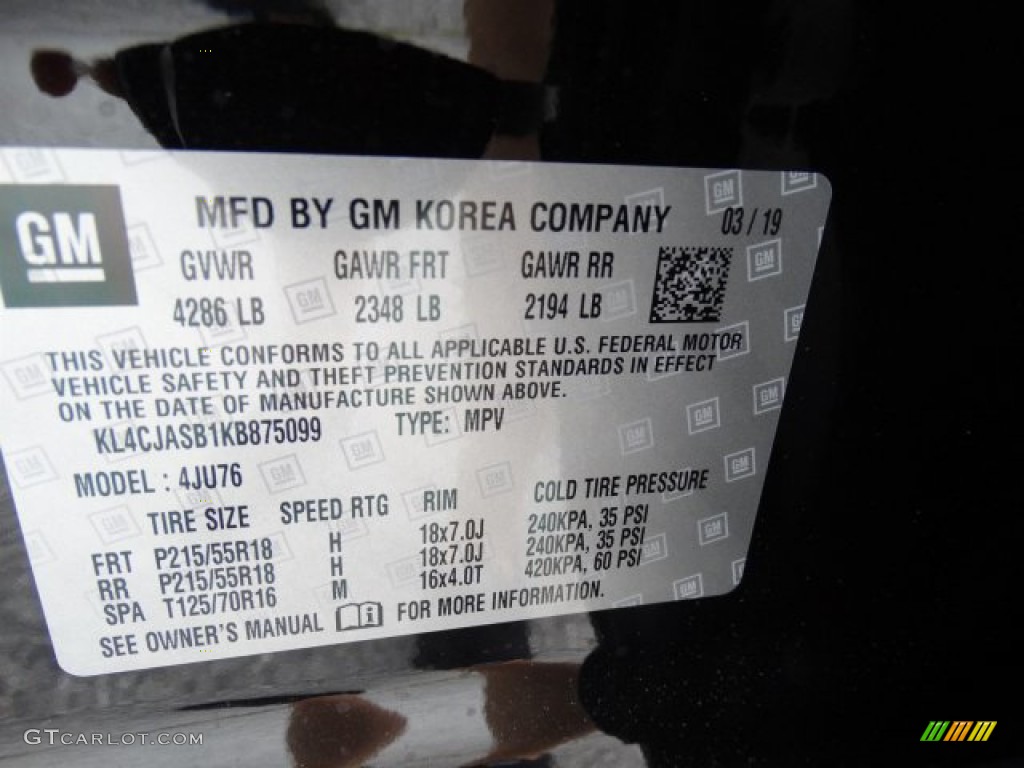 GM
MFD BY GM KOREA COMPANY 03 / 19
GVWR GAWR FRT GAWR RR
4286 LB 2348 LB 2194 LB
THIS VEHICLE CONFORMS TO ALL APPLICABLE U.S. FEDERAL MOTOR
VEHICLE SAFETY AND THEFT PREVENTION STANDARDS IN EFFECT
ON THE DATE OF MANUFACTURE SHOWN ABOVE.
KL4CJASB1KB875099 TYPE: MPV
MODEL : 4JU76
TIRE SIZE SPEED RTG RIM COLD TIRE PRESSURE
FRT P215/55R18 H 18x7.0J 240KPA, 35 PSI
RR P215/55R18 H 18x7.0J 240KPA, 35 PSI
SPA T125/70R16 M 16x4.0T 420KPA, 60 PSI
SEE OWNER'S MANUAL i FOR MORE INFORMATION.
GTCARLOT.COM